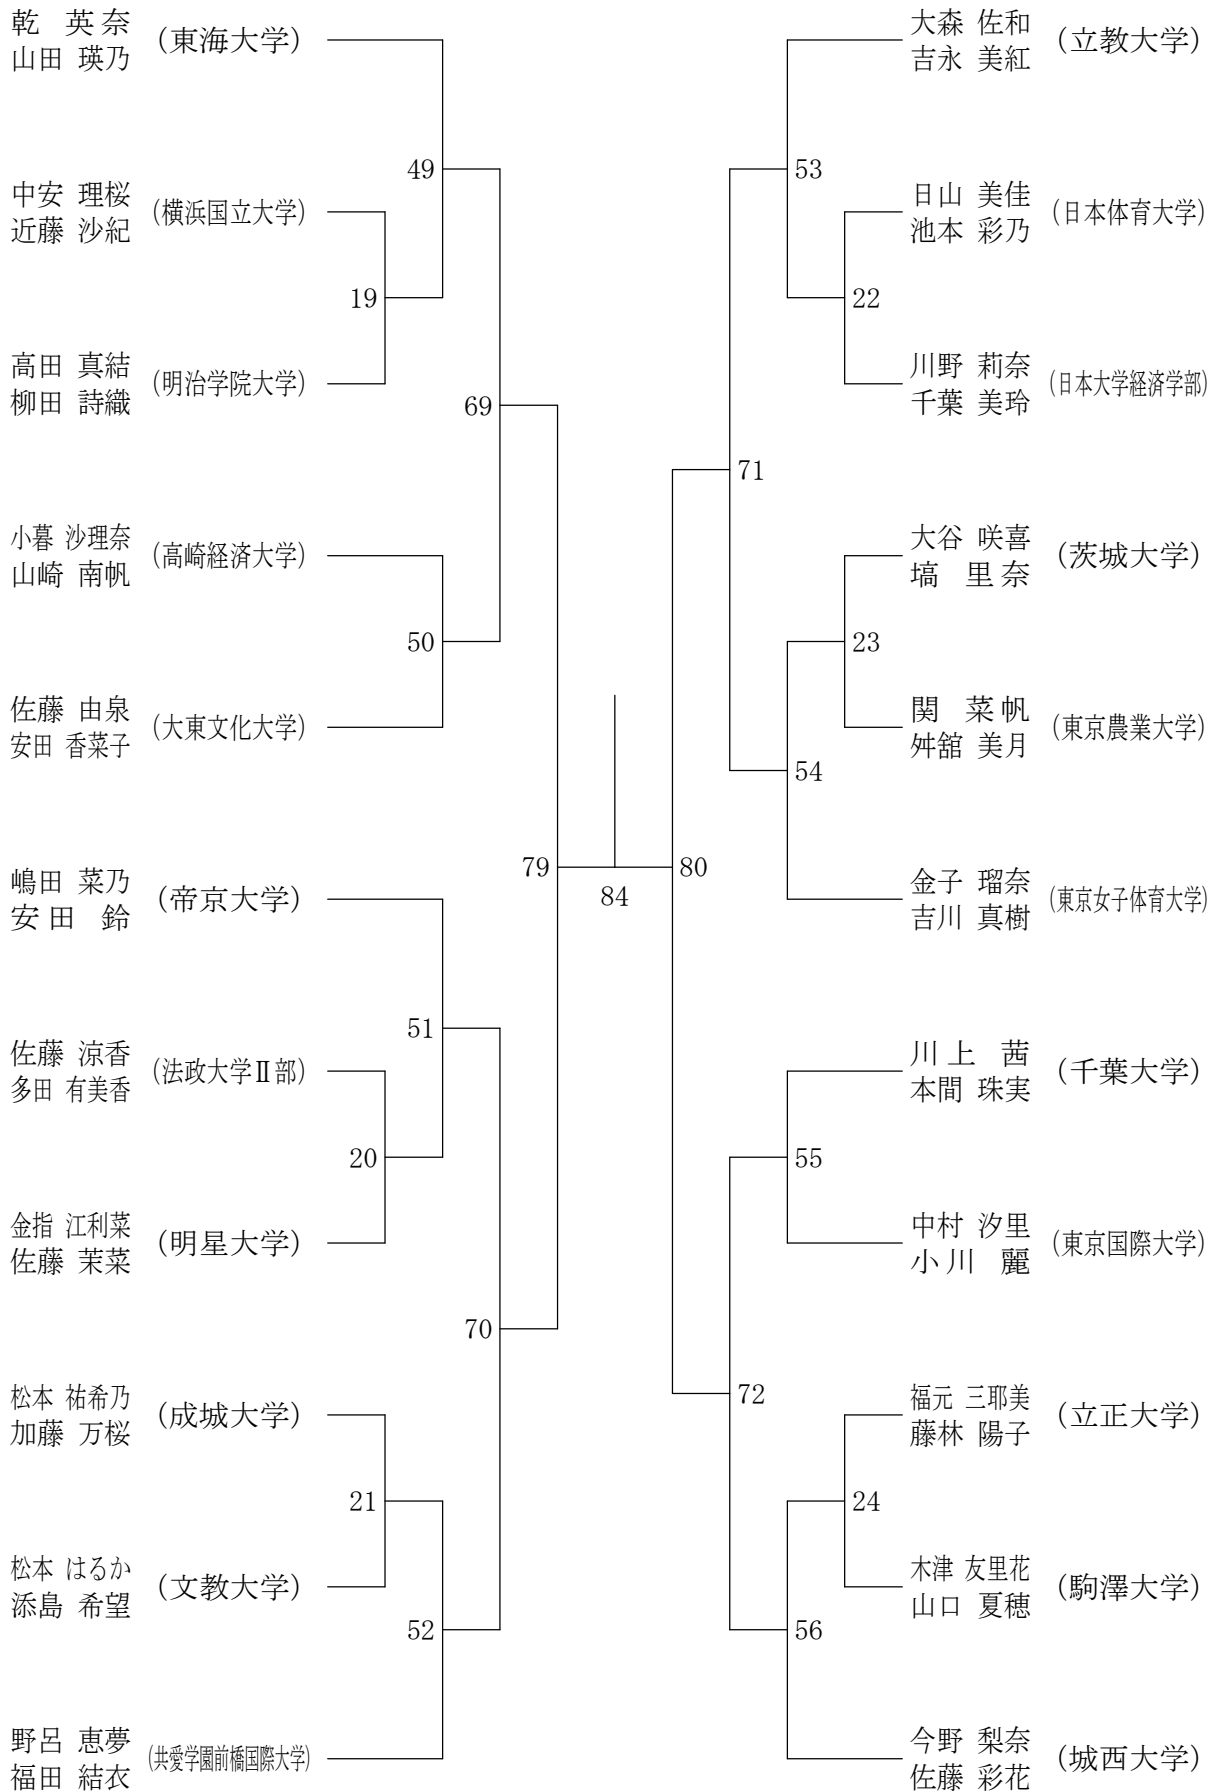 乾 英奈
山田 瑛乃
(東海大学)
中安 理桜
近藤 沙紀
(横浜国立大学)
高田 真結
柳田 詩織
(明治学院大学)
小暮 沙理奈
山崎 南帆
(高崎経済大学)
佐藤 由泉
安田 香菜子
(大東文化大学)
嶋田 菜乃
安田 鈴
(帝京大学)
佐藤 涼香
多田 有美香
(法政大学Ⅱ部)
金指 江利菜
佐藤 茉菜
(明星大学)
松本 祐希乃
加藤 万桜
(成城大学)
松本 はるか
添島 希望
(文教大学)
野呂 恵夢
福田 結衣
(共愛学園前橋国際大学)
19
20
21
49
50
51
52
69
70
79
84
80
71
72
53
54
55
56
22
23
24
大森 佐和
吉永 美紅
(立教大学)
日山 美佳
池本 彩乃
(日本体育大学)
川野 莉奈
千葉 美玲
(日本大学経済学部)
大谷 咲喜
塙 里奈
(茨城大学)
関 菜帆
舛舘 美月
(東京農業大学)
金子 瑠奈
吉川 真樹
(東京女子体育大学)
川上 茜
本間 珠実
(千葉大学)
中村 汐里
小川 麗
(東京国際大学)
福元 三耶美
藤林 陽子
(立正大学)
木津 友里花
山口 夏穂
(駒澤大学)
今野 梨奈
佐藤 彩花
(城西大学)